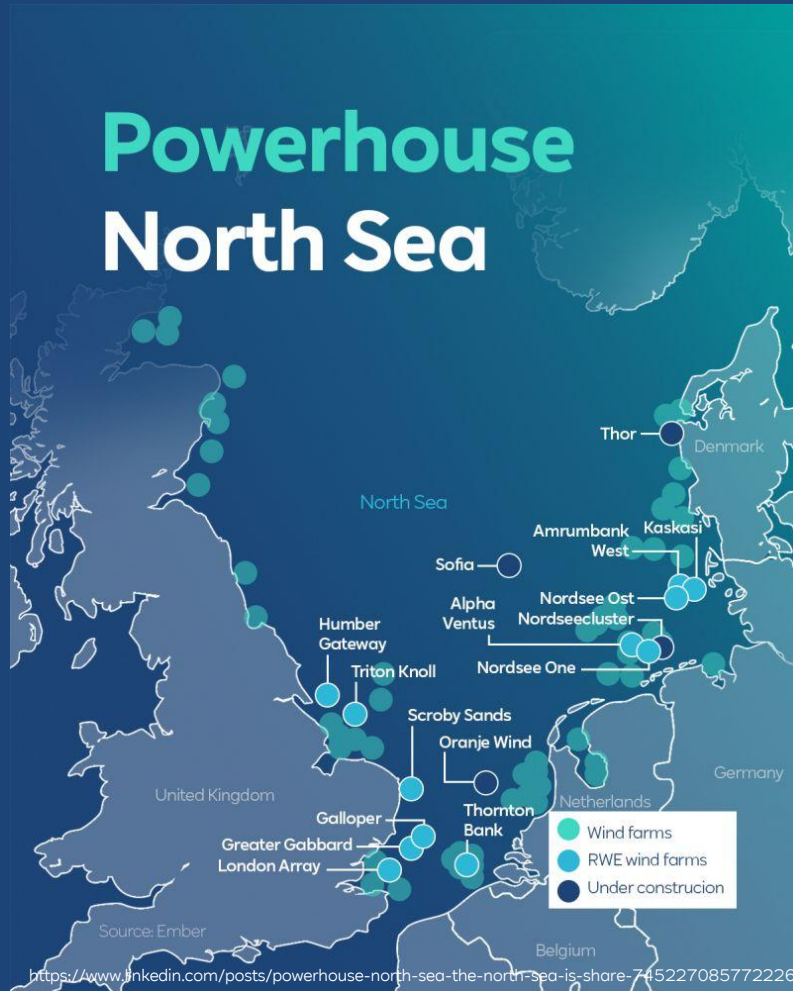 Powerhouse
North Sea
Thor
Denmark
North Sea
Amrumbank
West
Kaskasi
Sofia
Nordsee Ost
Alpha
Ventus
Nordseecluster
Humber
Gateway
Nordsee One
Triton Knoll
Scroby Sands
Oranje Wind
Germany
United Kingdom
Netherlands
Thornton
Bank
Galloper
Greater Gabbard
London Array
Wind farms
RWE wind farms
Under construcion
Source: Ember
Belgium
https://www.linkedin.com/posts/powerhouse-north-sea-the-north-sea-is-share-745227085772226